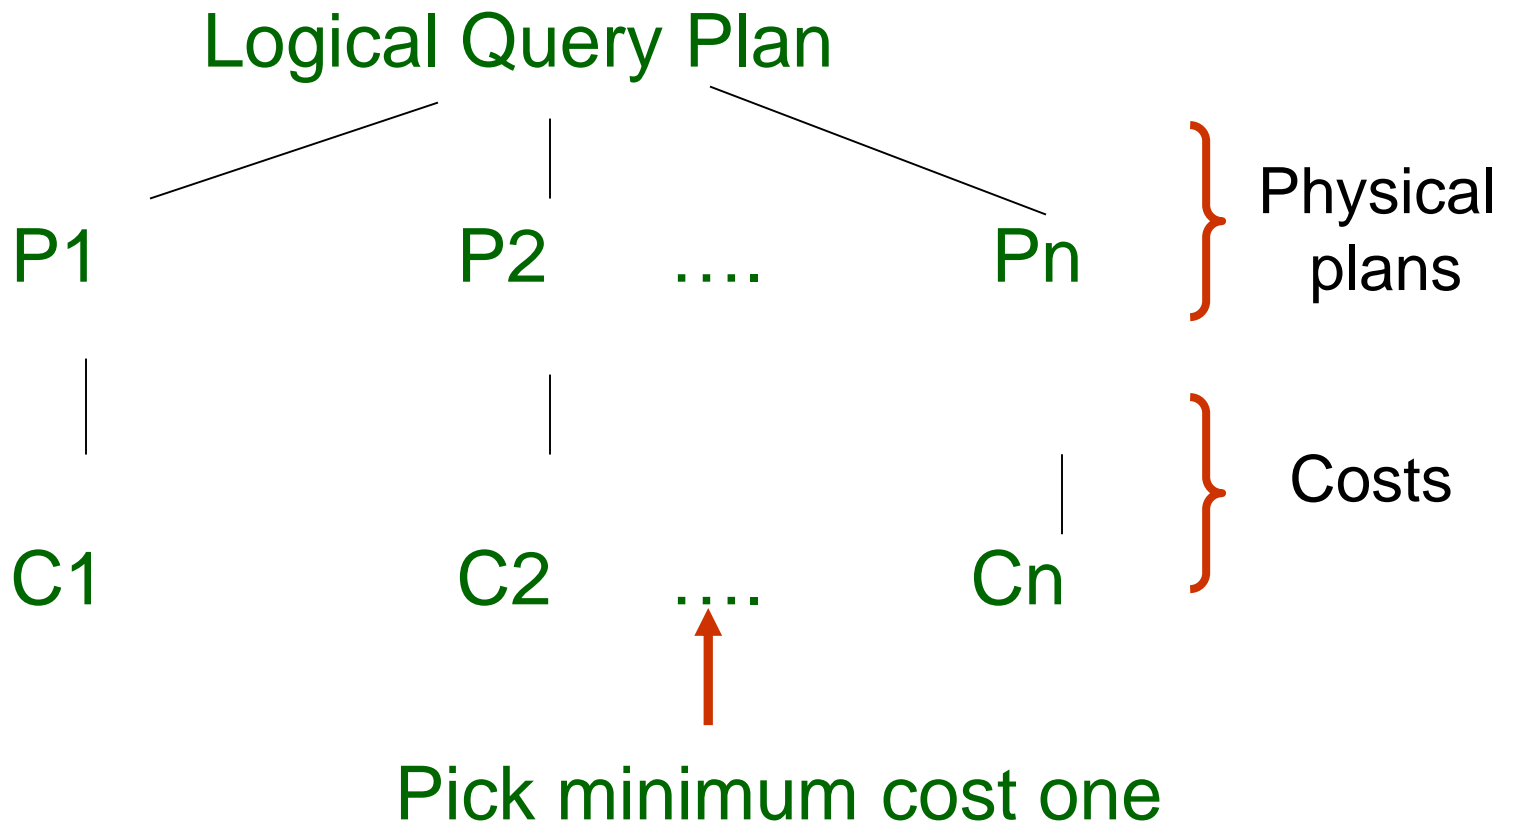 Logical Query Plan
P1 P2 …. Pn
Physical
plans
Costs
C1 C2 …. Cn
Pick minimum cost one